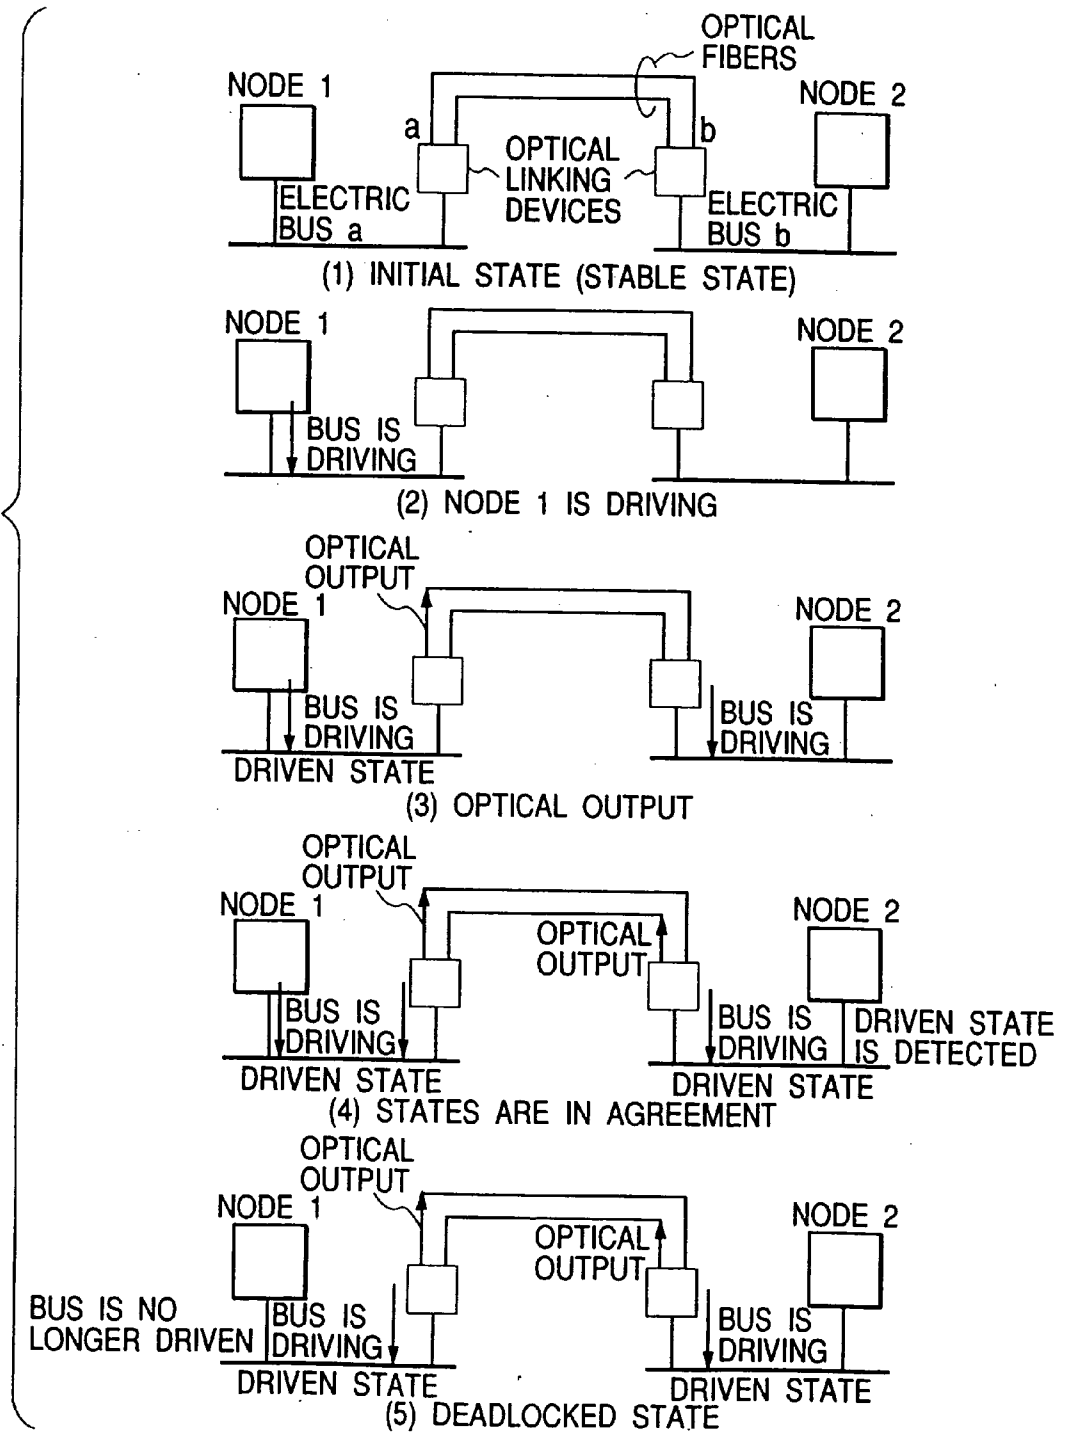 OPTICAL
FIBERS
NODE 1
NODE 2
a
b
OPTICAL
LINKING
DEVICES
ELECTRIC
BUS a
ELECTRIC
BUS b
(1) INITIAL STATE (STABLE STATE)
NODE 1
NODE 2
BUS IS
DRIVING
(2) NODE 1 IS DRIVING
OPTICAL
OUTPUT
NODE 1
NODE 2
BUS IS
DRIVING
BUS IS
DRIVING
DRIVEN STATE
(3) OPTICAL OUTPUT
OPTICAL
OUTPUT
NODE 1
NODE 2
OPTICAL
OUTPUT
BUS IS
DRIVING
BUS IS
DRIVING
DRIVEN STATE
IS DETECTED
DRIVEN STATE
DRIVEN STATE
(4) STATES ARE IN AGREEMENT
OPTICAL
OUTPUT
NODE 1
NODE 2
OPTICAL
OUTPUT
BUS IS NO
LONGER DRIVEN
BUS IS
DRIVING
BUS IS
DRIVING
DRIVEN STATE
DRIVEN STATE
(5) DEADLOCKED STATE